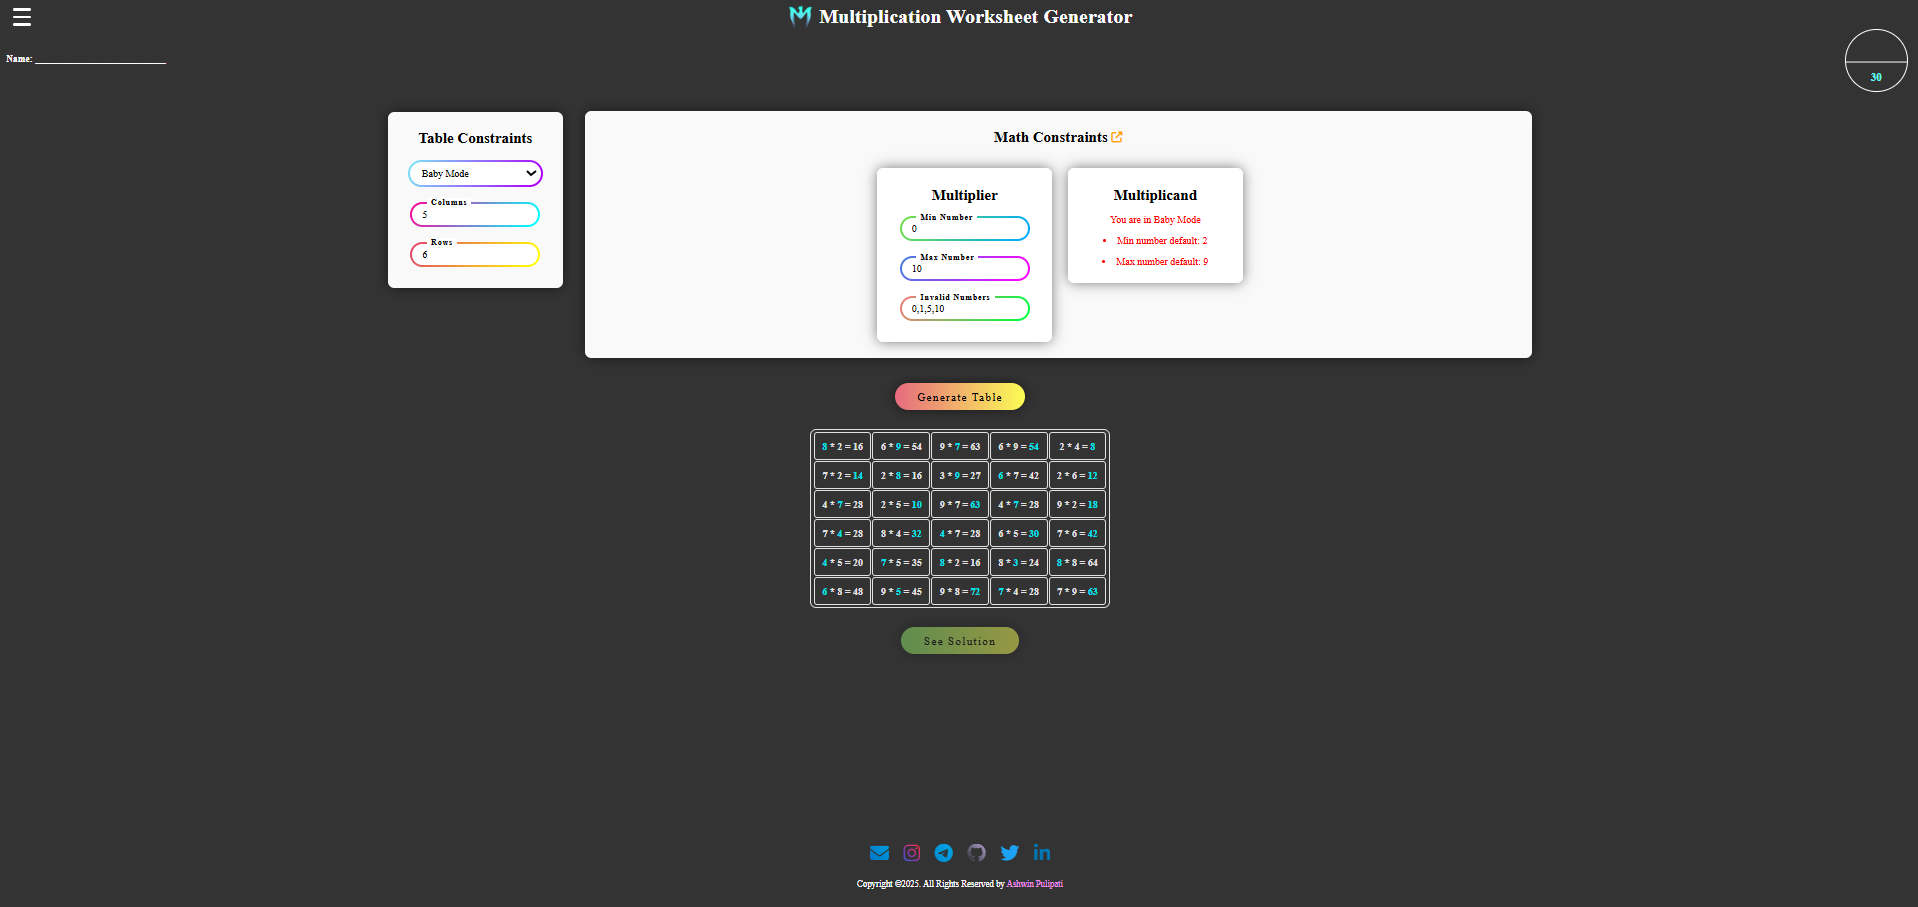 Multiplication Worksheet Generator
Name: ___________________________
30
Table Constraints
Baby Mode
Columns
5
Rows
6
Math Constraints
Multiplier
Min Number
0
Max Number
10
Invalid Numbers
0,1,5,10
Multiplicand
You are in Baby Mode
• Min number default: 2
• Max number default: 9
Generate Table
8 * 2 = 16 6 * 9 = 54 9 * 7 = 63 6 * 9 = 54 2 * 4 = 8
7 * 2 = 14 2 * 8 = 16 3 * 9 = 27 6 * 7 = 42 2 * 6 = 12
4 * 7 = 28 2 * 5 = 10 9 * 7 = 63 4 * 7 = 28 9 * 2 = 18
7 * 4 = 28 8 * 4 = 32 4 * 7 = 28 6 * 5 = 30 7 * 6 = 42
4 * 5 = 20 7 * 5 = 35 8 * 2 = 16 8 * 3 = 24 8 * 8 = 64
6 * 8 = 48 9 * 5 = 45 9 * 8 = 72 7 * 4 = 28 7 * 9 = 63
See Solution
Copyright ©2025. All Rights Reserved by Ashwin Pulipati